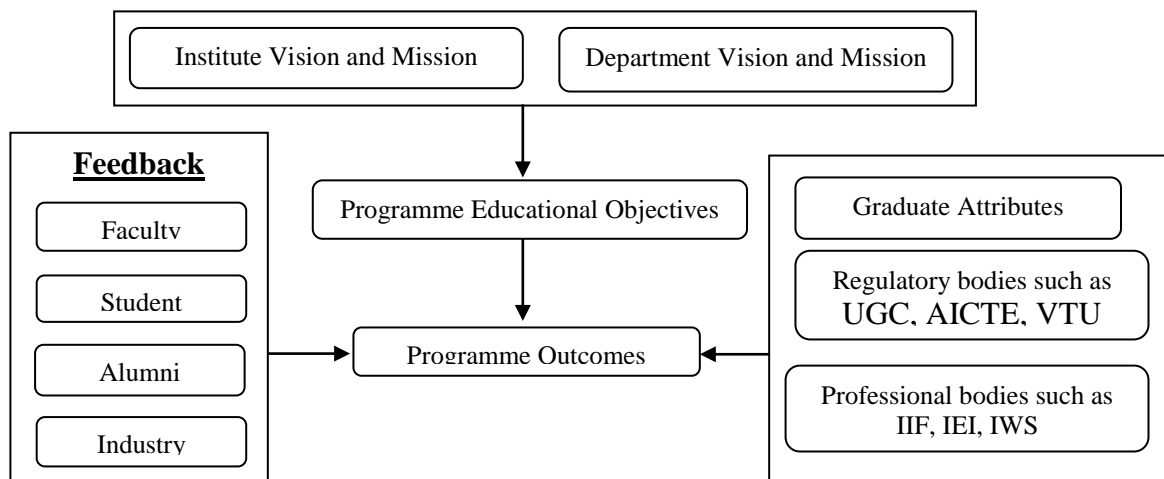 Institute Vision and Mission
Department Vision and Mission
Feedback
Faculty
Student
Alumni
Industry
Programme Educational Objectives
Programme Outcomes
Graduate Attributes
Regulatory bodies such as
UGC, AICTE, VTU
Professional bodies such as
IIF, IEI, IWS